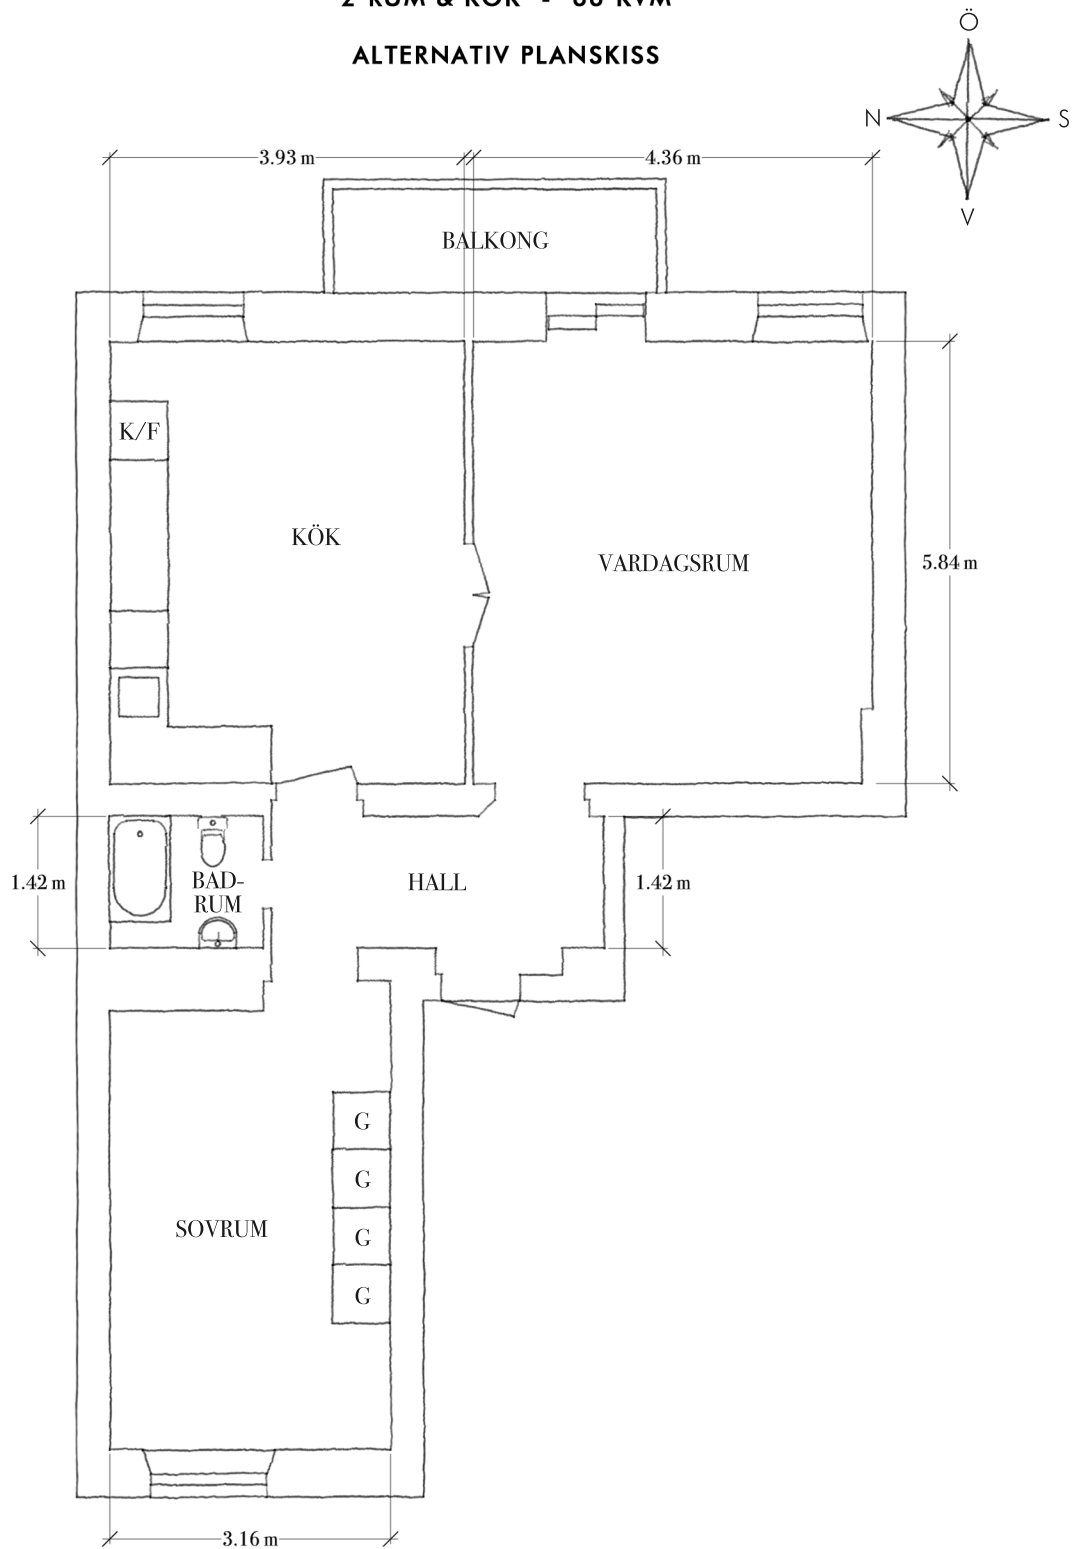 ALTERNATIV PLANSKISS
Ö
N
S
V
3.93 m
4.36 m
BALKONG
K/F
KÖK
VARDAGSRUM
5.84 m
1.42 m
BAD-
RUM
HALL
1.42 m
G
G
SOVRUM
G
G
3.16 m